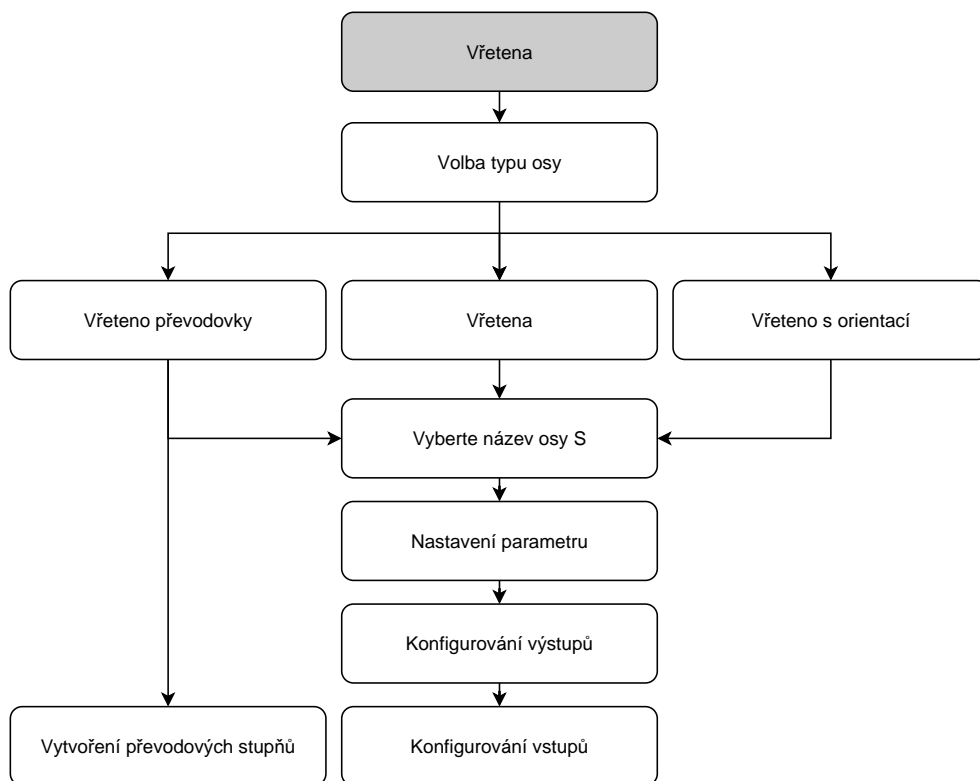 Vřetena
Volba typu osy
Vřeteno převodovky
Vřetena
Vřeteno s orientací
Vyberte název osy S
Nastavení parametru
Konfigurování výstupů
Vytvoření převodových stupňů
Konfigurování vstupů